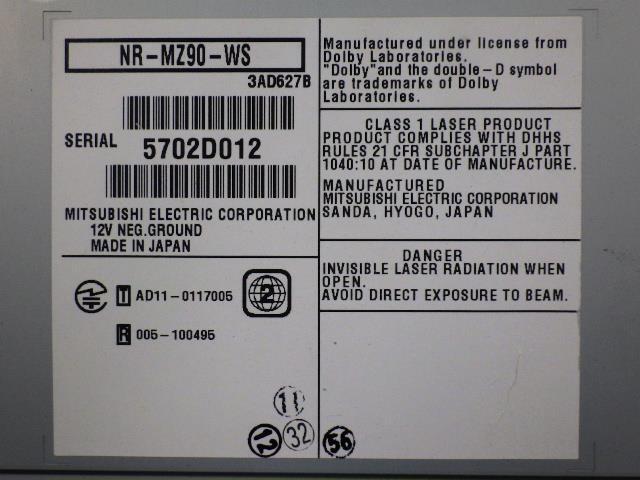 NR-MZ90-WS
3AD627B
SERIAL 5702D012
MITSUBISHI ELECTRIC CORPORATION
12V NEG.GROUND
MADE IN JAPAN
T AD11-0117005
2
R 005-100495
11
12
32
Manufactured under license from
Dolby Laboratories.
"Dolby"and the double-D symbol
are trademarks of Dolby
Laboratories.
CLASS 1 LASER PRODUCT
PRODUCT COMPLIES WITH DHHS
RULES 21 CFR SUBCHAPTER J PART
1040:10 AT DATE OF MANUFACTURE.
MANUFACTURED
MITSUBISHI ELECTRIC CORPORATION
SANDA, HYOGO, JAPAN
DANGER
INVISIBLE LASER RADIATION WHEN
OPEN.
AVOID DIRECT EXPOSURE TO BEAM.
56